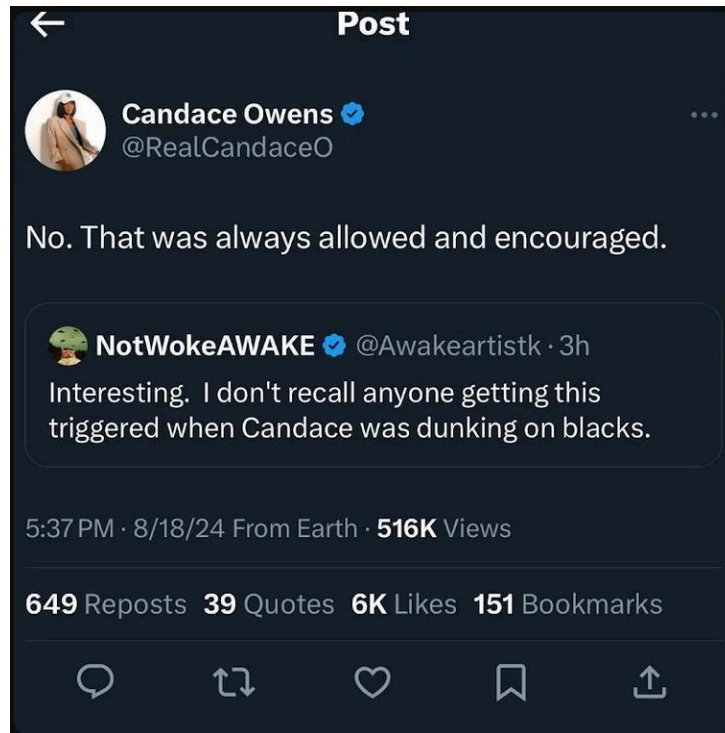 Post
Candace Owens
@RealCandaceO
No. That was always allowed and encouraged.
NotWokeAWAKE @Awakeartistk · 3h
Interesting. I don't recall anyone getting this
triggered when Candace was dunking on blacks.
5:37 PM · 8/18/24 From Earth · 516K Views
649 Reposts 39 Quotes 6K Likes 151 Bookmarks